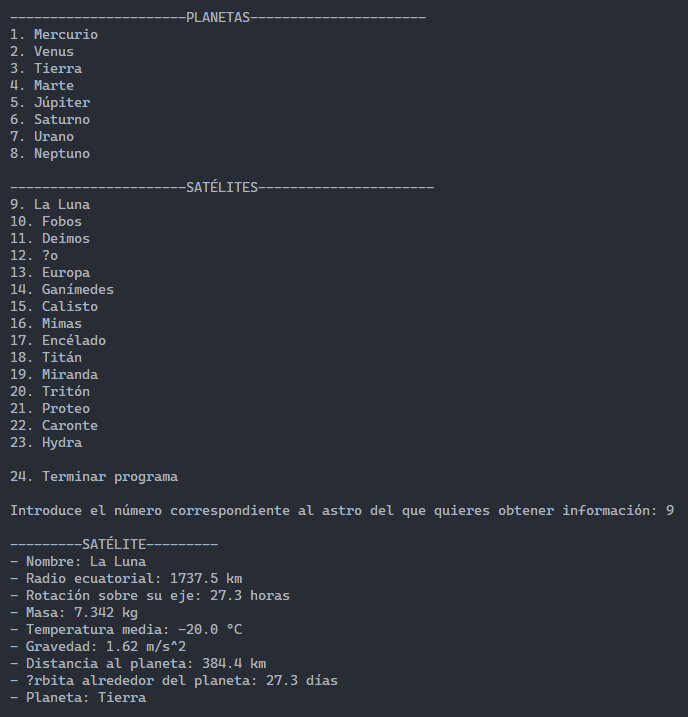 ----------------------PLANETAS----------------------
1. Mercurio
2. Venus
3. Tierra
4. Marte
5. Júpiter
6. Saturno
7. Urano
8. Neptuno
----------------------SATÉLITES----------------------
9. La Luna
10. Fobos
11. Deimos
12. ?o
13. Europa
14. Ganímedes
15. Calisto
16. Mimas
17. Encélado
18. Titán
19. Miranda
20. Tritón
21. Proteo
22. Caronte
23. Hydra
24. Terminar programa
Introduce el número correspondiente al astro del que quieres obtener información: 9
---------SATÉLITE---------
- Nombre: La Luna
- Radio ecuatorial: 1737.5 km
- Rotación sobre su eje: 27.3 horas
- Masa: 7.342 kg
- Temperatura media: -20.0 °C
- Gravedad: 1.62 m/s^2
- Distancia al planeta: 384.4 km
- ?rbita alrededor del planeta: 27.3 días
- Planeta: Tierra